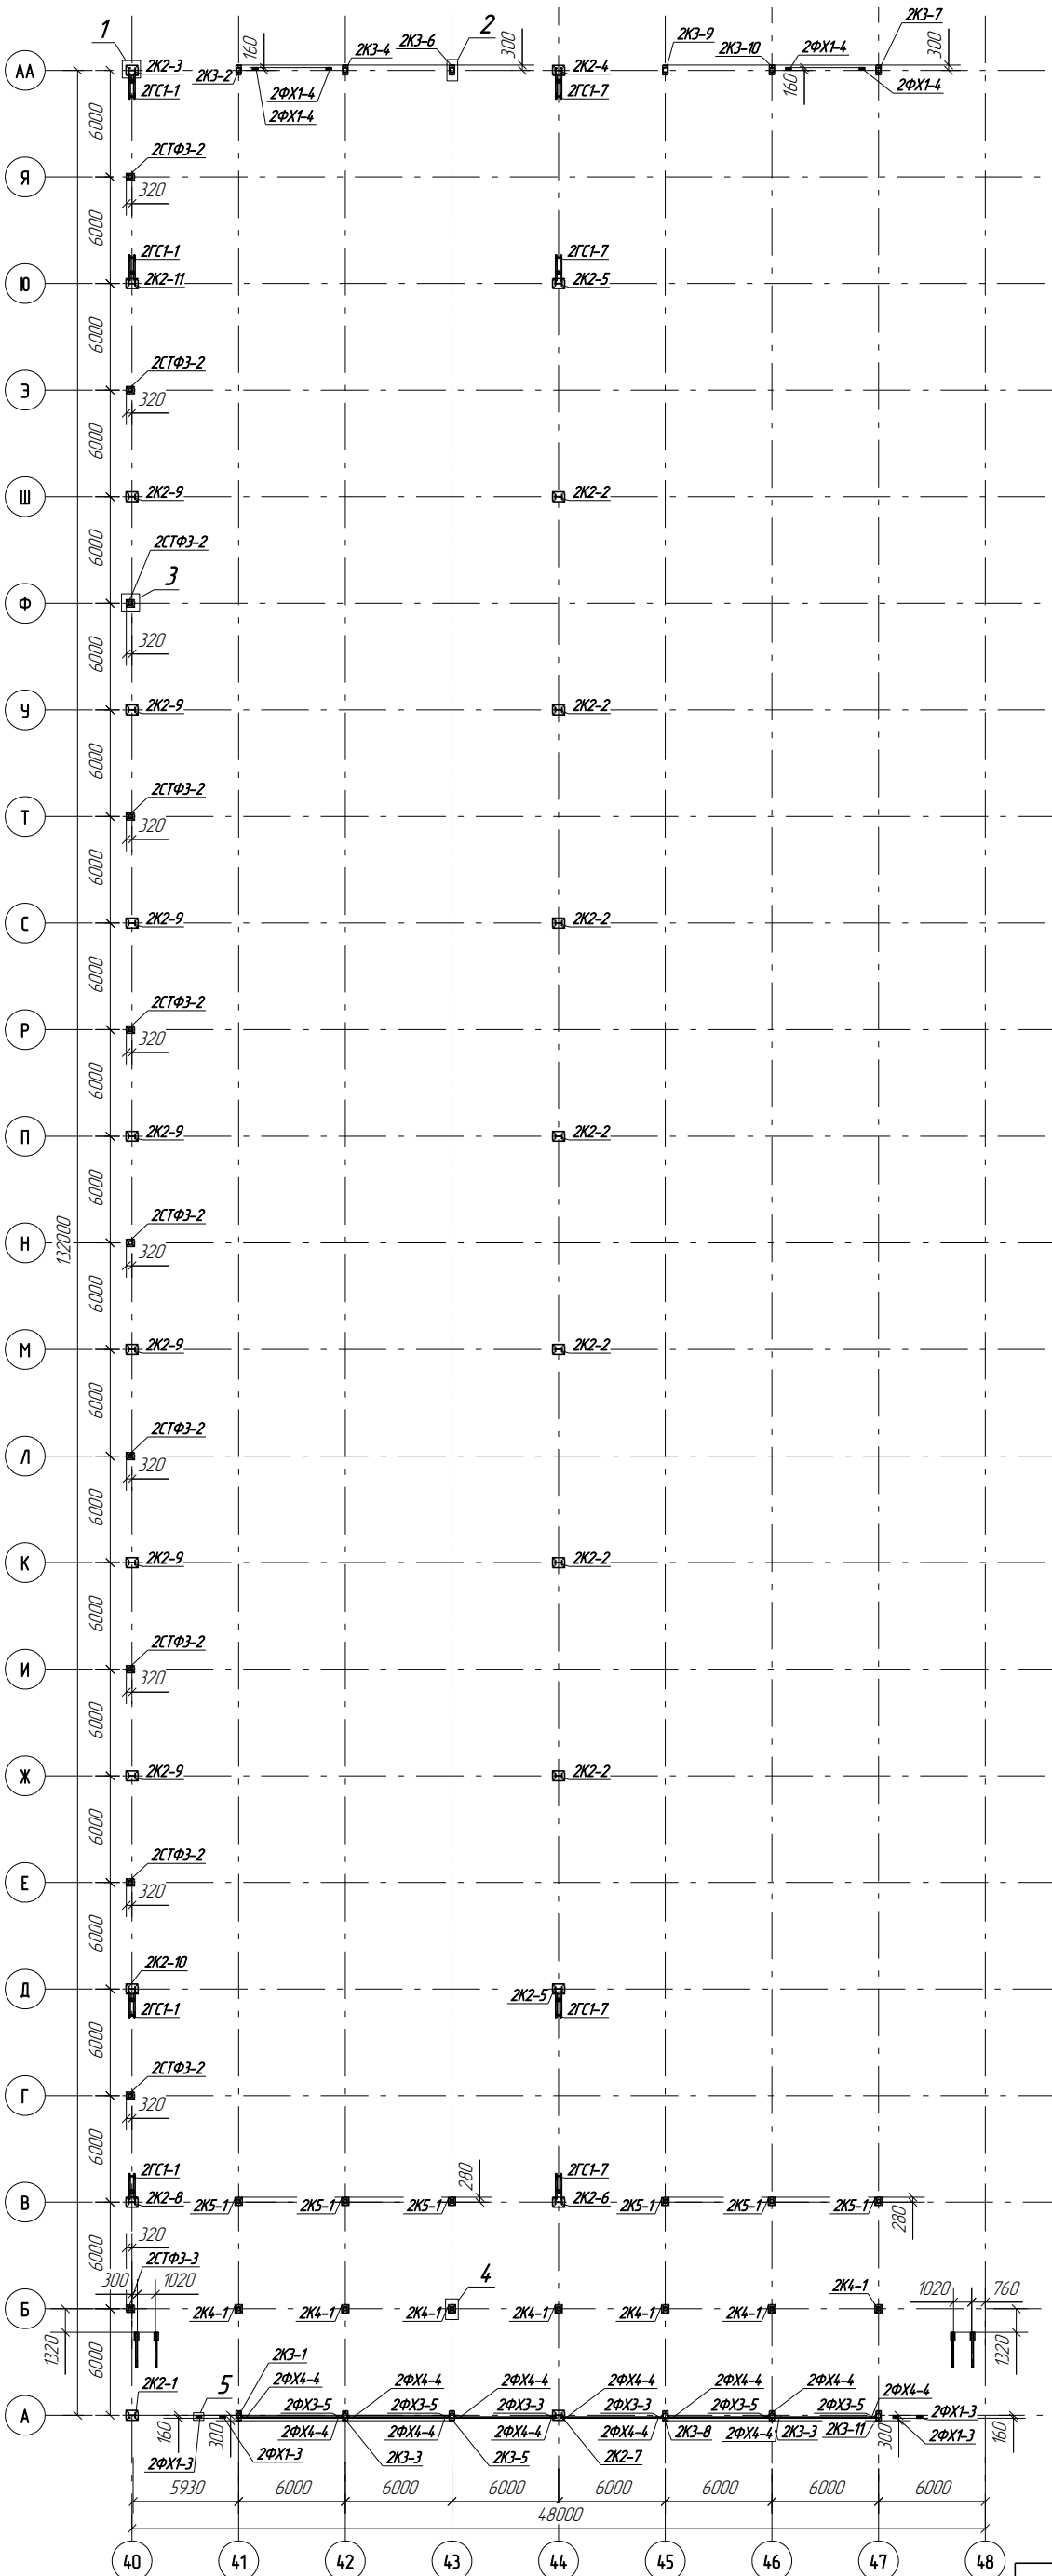 1 2К3-4 2К3-6 2 300 2К3-9 2К3-10 2ФХ1-4 2К3-7 300
АА 2К2-3 2К3-2 160 2К2-4 160 2ФХ1-4
2ГС1-1 2ФХ1-4 2ГС1-7
2ФХ1-4
6000
2СТФ3-2
Я 320
6000
2ГС1-1 2ГС1-7
Ю 2К2-11 2К2-5
6000
2СТФ3-2
Э 320
6000
Ш 2К2-9 2К2-2
6000
2СТФ3-2
Ф 3
320
6000
У 2К2-9 2К2-2
6000
2СТФ3-2
Т 320
6000
С 2К2-9 2К2-2
6000
2СТФ3-2
Р 320
6000
П 2К2-9 2К2-2
6000
2СТФ3-2
Н 132000 320
6000
М 2К2-9 2К2-2
6000
2СТФ3-2
Л 320
6000
К 2К2-9 2К2-2
6000
2СТФ3-2
И 320
6000
Ж 2К2-9 2К2-2
6000
2СТФ3-2
Е 320
6000
2К2-10
Д 2К2-5
2ГС1-1 2ГС1-7
6000
2СТФ3-2
Г 320
6000
2ГС1-1 280 2ГС1-7
В 2К2-8 2К5-1 2К5-1 2К5-1 2К2-6 2К5-1 2К5-1 2К5-1 280
6000 320
2СТФ3-3
300 1020 4 2К4-1 1020 760
Б 2К4-1 2К4-1 2К4-1 2К4-1 2К4-1 2К4-1
1320 6000 1320
2К3-1
2К2-1 5 2ФХ4-4 2ФХ4-4 2ФХ4-4 2ФХ4-4 2ФХ4-4 2ФХ4-4 2ФХ4-4
А 2ФХ3-5 2ФХ3-5 2ФХ3-3 2ФХ3-3 2ФХ3-5 2ФХ3-5 2ФХ1-3
160 300 2ФХ4-4 2ФХ4-4 2ФХ4-4 2ФХ4-4 2К3-8 2ФХ4-4 2К3-3 2К3-11 300 2ФХ1-3 160
2ФХ1-3 2ФХ1-3 2К3-3 2К3-5 2К2-7
5930 6000 6000 6000 6000 6000 6000 6000
48000
40 41 42 43 44 45 46 47 48